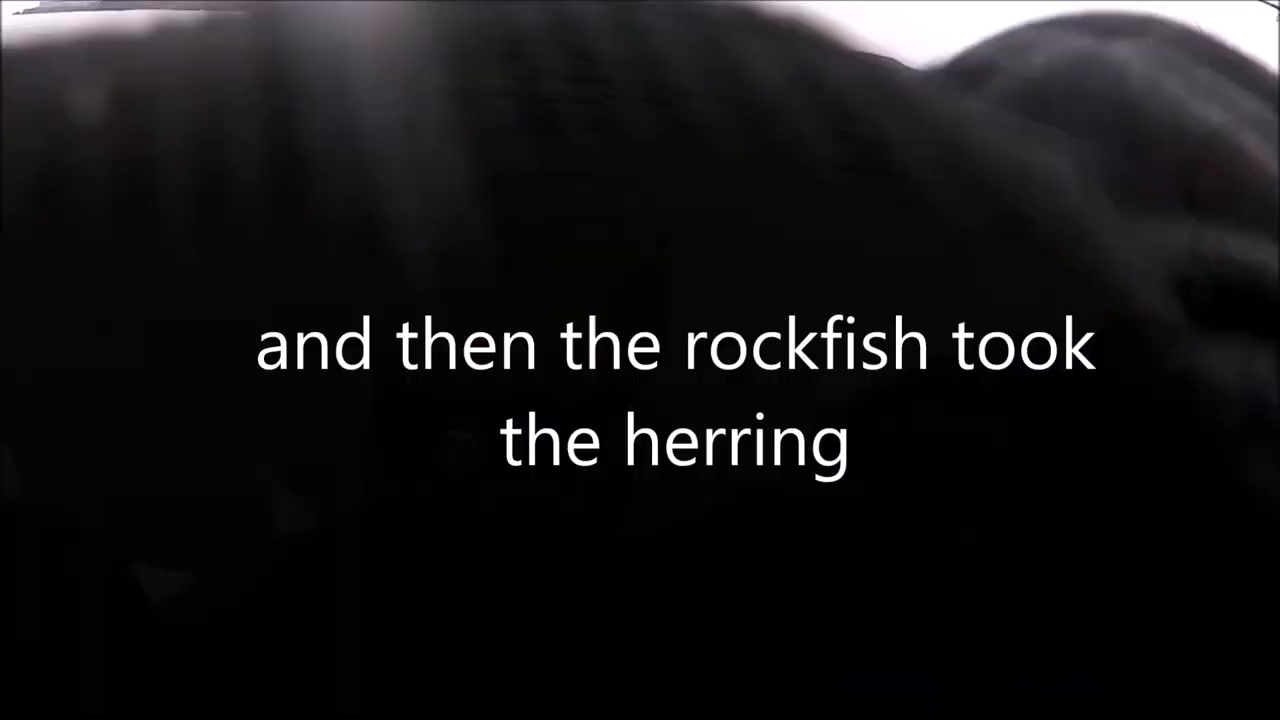 and then the rockfish took
the herring